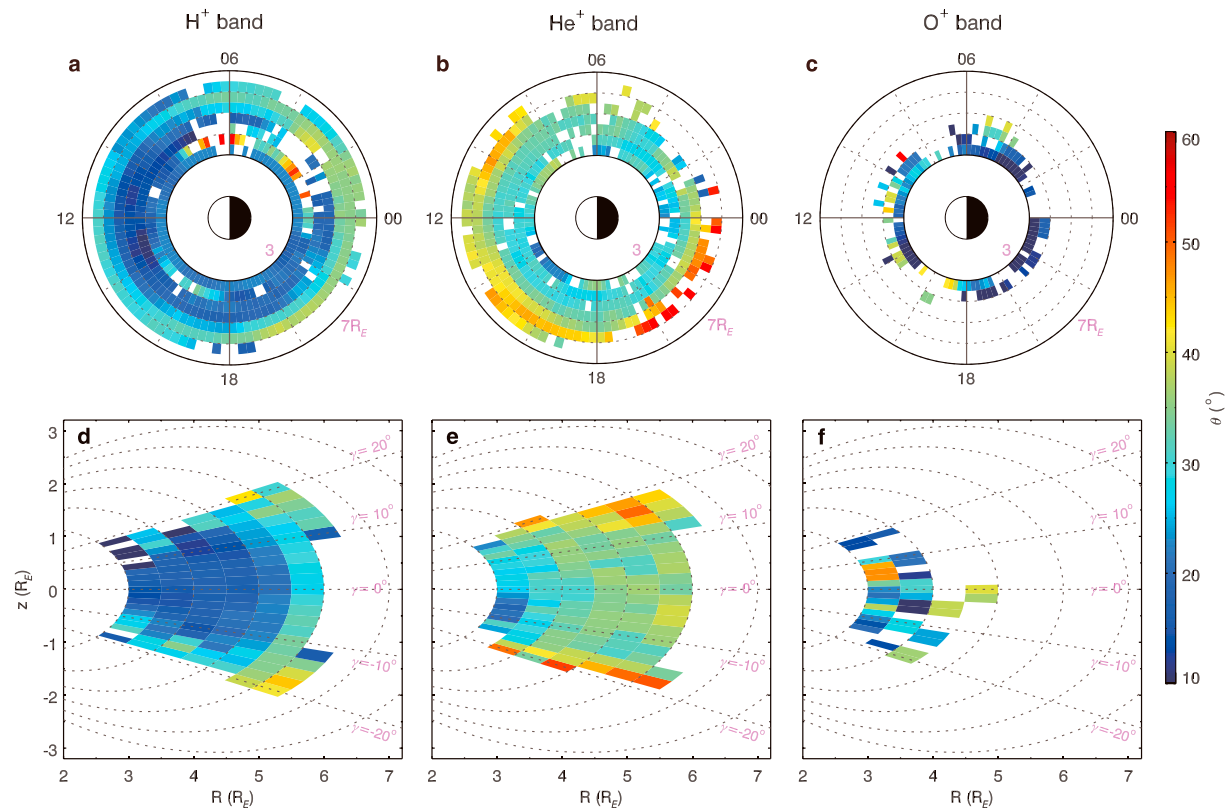 H+ band He+ band O+ band
a 06 b 06 c 06
12 3 00 12 3 00 12 3 00
7RE 7RE 7RE
18 18 18
60
50
40
30
20
10
θ (°)
d e f
γ=20° γ=20° γ=20°
γ=10° γ=10° γ=10°
γ=0° γ=0° γ=0°
γ=-10° γ=-10° γ=-10°
γ=-20° γ=-20° γ=-20°
3
2
1
0
-1
-2
-3
z (RE)
2 3 4 5 6 7 2 3 4 5 6 7 2 3 4 5 6 7
R (RE) R (RE) R (RE)